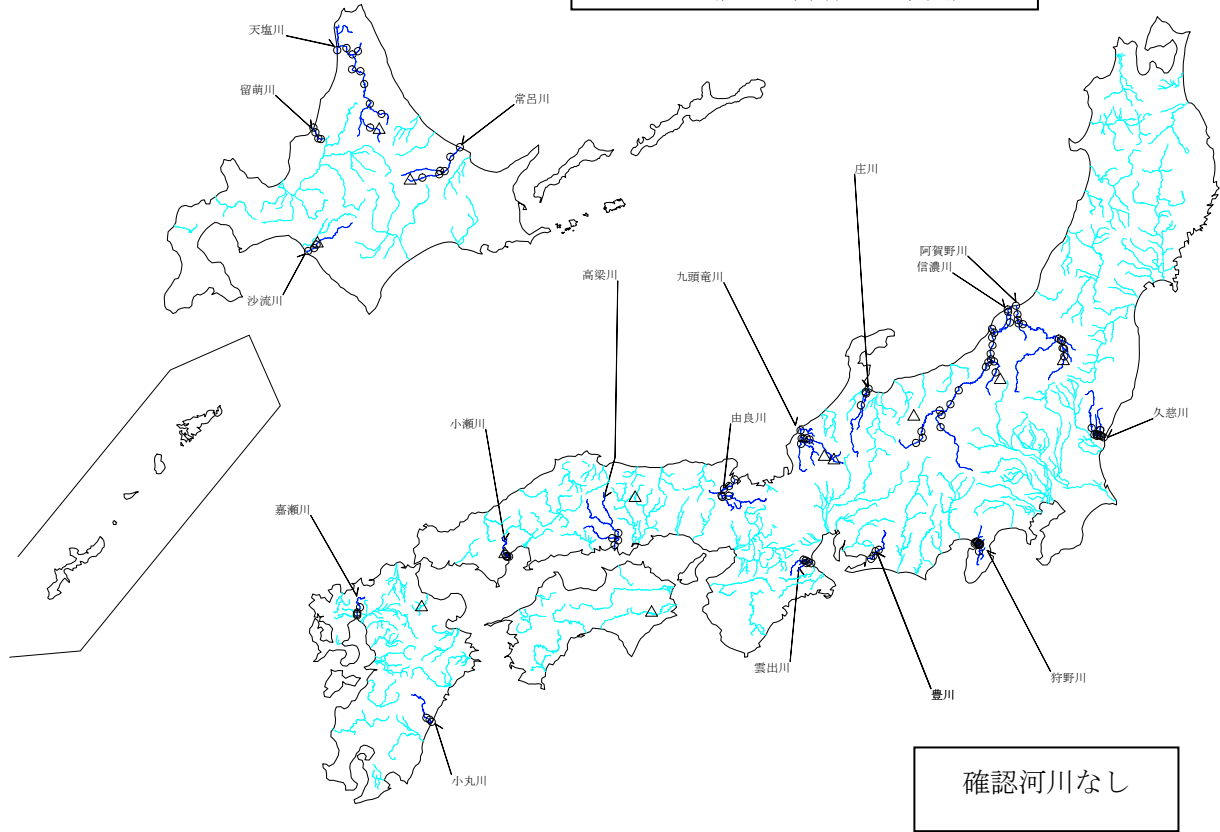 天塩川
留萌川
常呂川
沙流川
庄川
阿賀野川
信濃川
高梁川
九頭竜川
久慈川
由良川
小瀬川
嘉瀬川
雲出川
豊川
狩野川
小丸川
確認河川なし